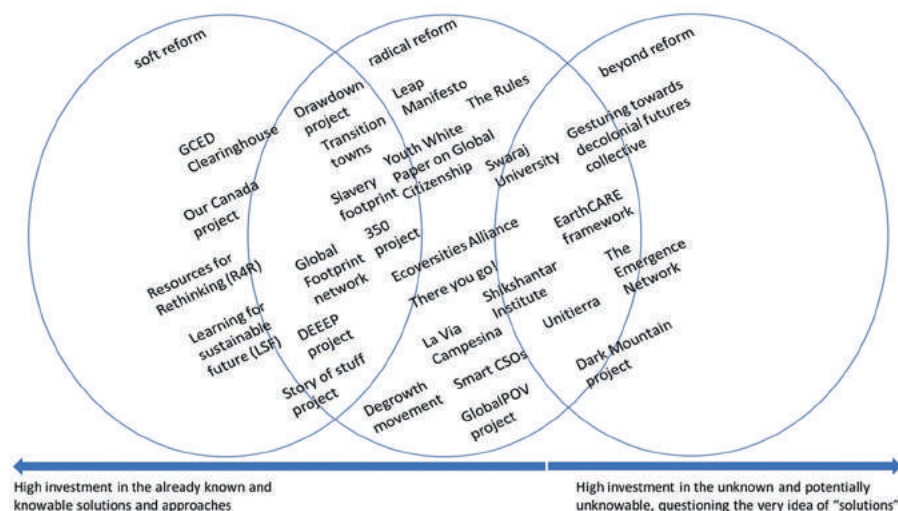 soft reform
radical reform
beyond reform
GCED
Clearinghouse
Our Canada
project
Resources for
Rethinking (R4R)
Learning for
sustainable
future (LSF)
Drawdown
project
Transition
towns
Slavery
footprint
Global
Footprint
network
DEEEP
project
Story of stuff
project
Leap
Manifesto
The Rules
Youth White
Paper on Global
Citizenship
350
project
Ecoversities Alliance
There you go!
La Via
Campesina
Degrowth
movement
Smart CSOs
GlobalPOV
project
Swaraj
University
Shikshantar
Institute
Gesturing towards
decolonial futures
collective
EarthCARE
framework
The
Emergence
Network
Unitierra
Dark Mountain
project
High investment in the already known and
knowable solutions and approaches
High investment in the unknown and potentially
unknowable, questioning the very idea of “solutions”